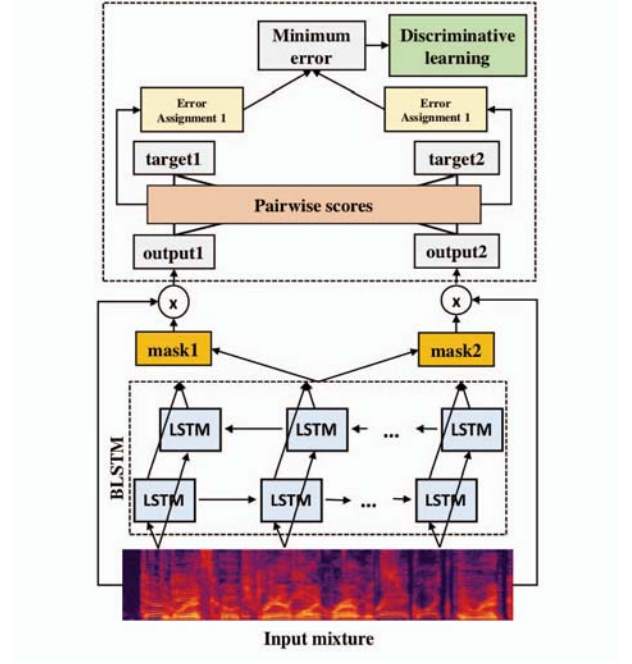 Minimum
error
Discriminative
learning
Error
Assignment 1
Error
Assignment 1
target1
target2
Pairwise scores
output1
output2
x
x
mask1
mask2
BLSTM
LSTM
LSTM
...
LSTM
LSTM
LSTM
...
LSTM
Input mixture